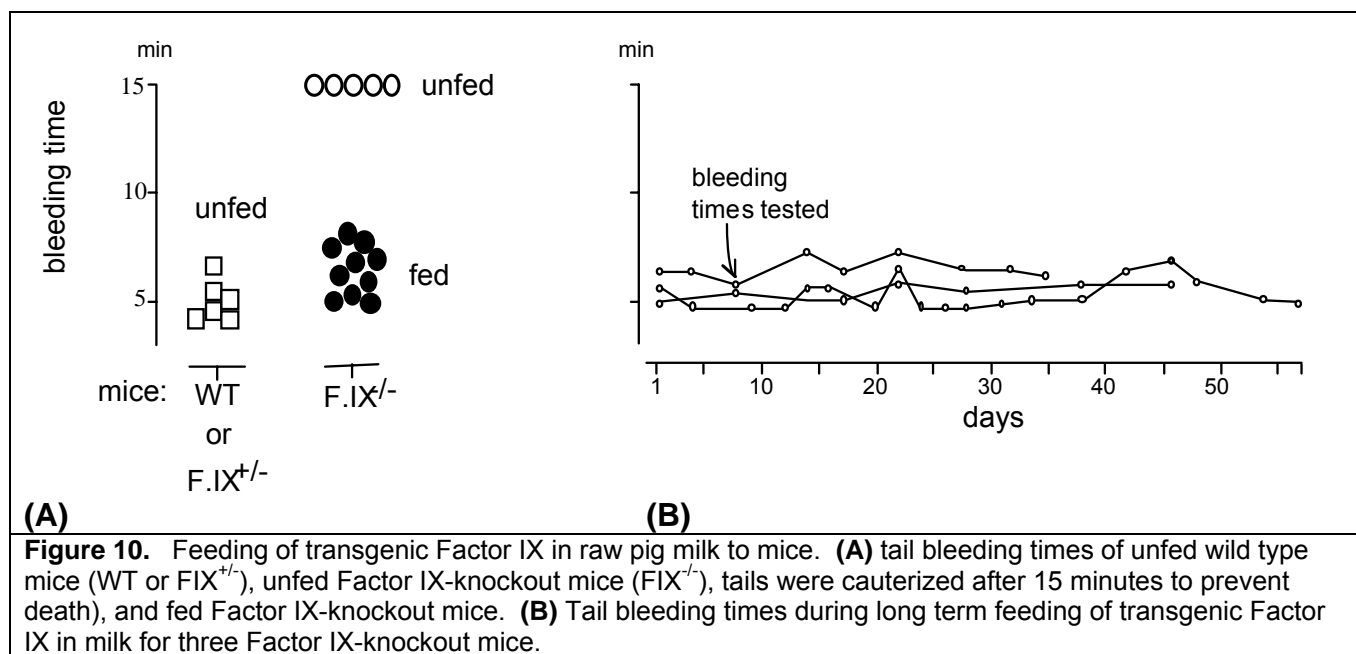 min
15
10
5
bleeding time
unfed
unfed
fed
mice:
WT
or
F.IX+/-
F.IX-/-
(A)
min
bleeding
times tested
1
10
20
30
40
50
days
(B)
Figure 10. Feeding of transgenic Factor IX in raw pig milk to mice. (A) tail bleeding times of unfed wild type
mice (WT or FIX+/-), unfed Factor IX-knockout mice (FIX-/-), tails were cauterized after 15 minutes to prevent
death), and fed Factor IX-knockout mice. (B) Tail bleeding times during long term feeding of transgenic Factor
IX in milk for three Factor IX-knockout mice.